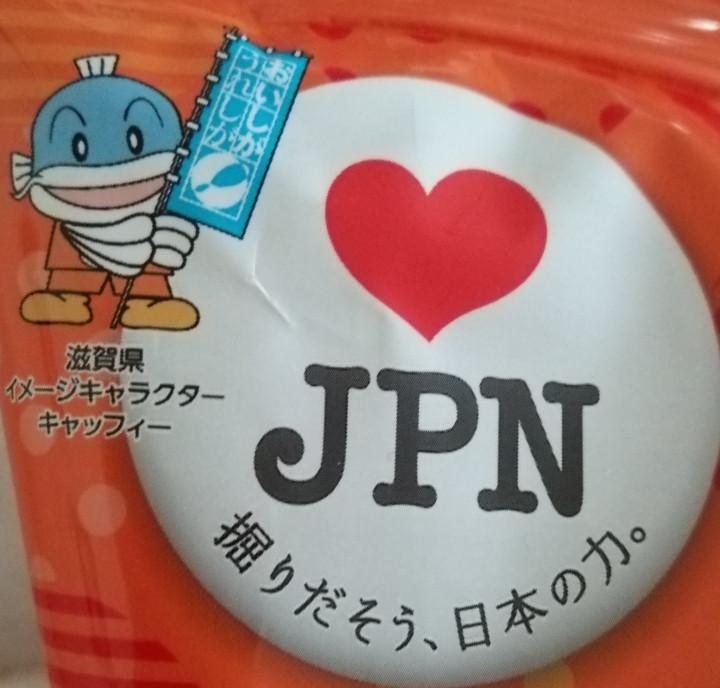 おいしが
うれしが
滋賀県
イメージキャラクター
キャッフィー
JPN
掘りだそう、日本の力。